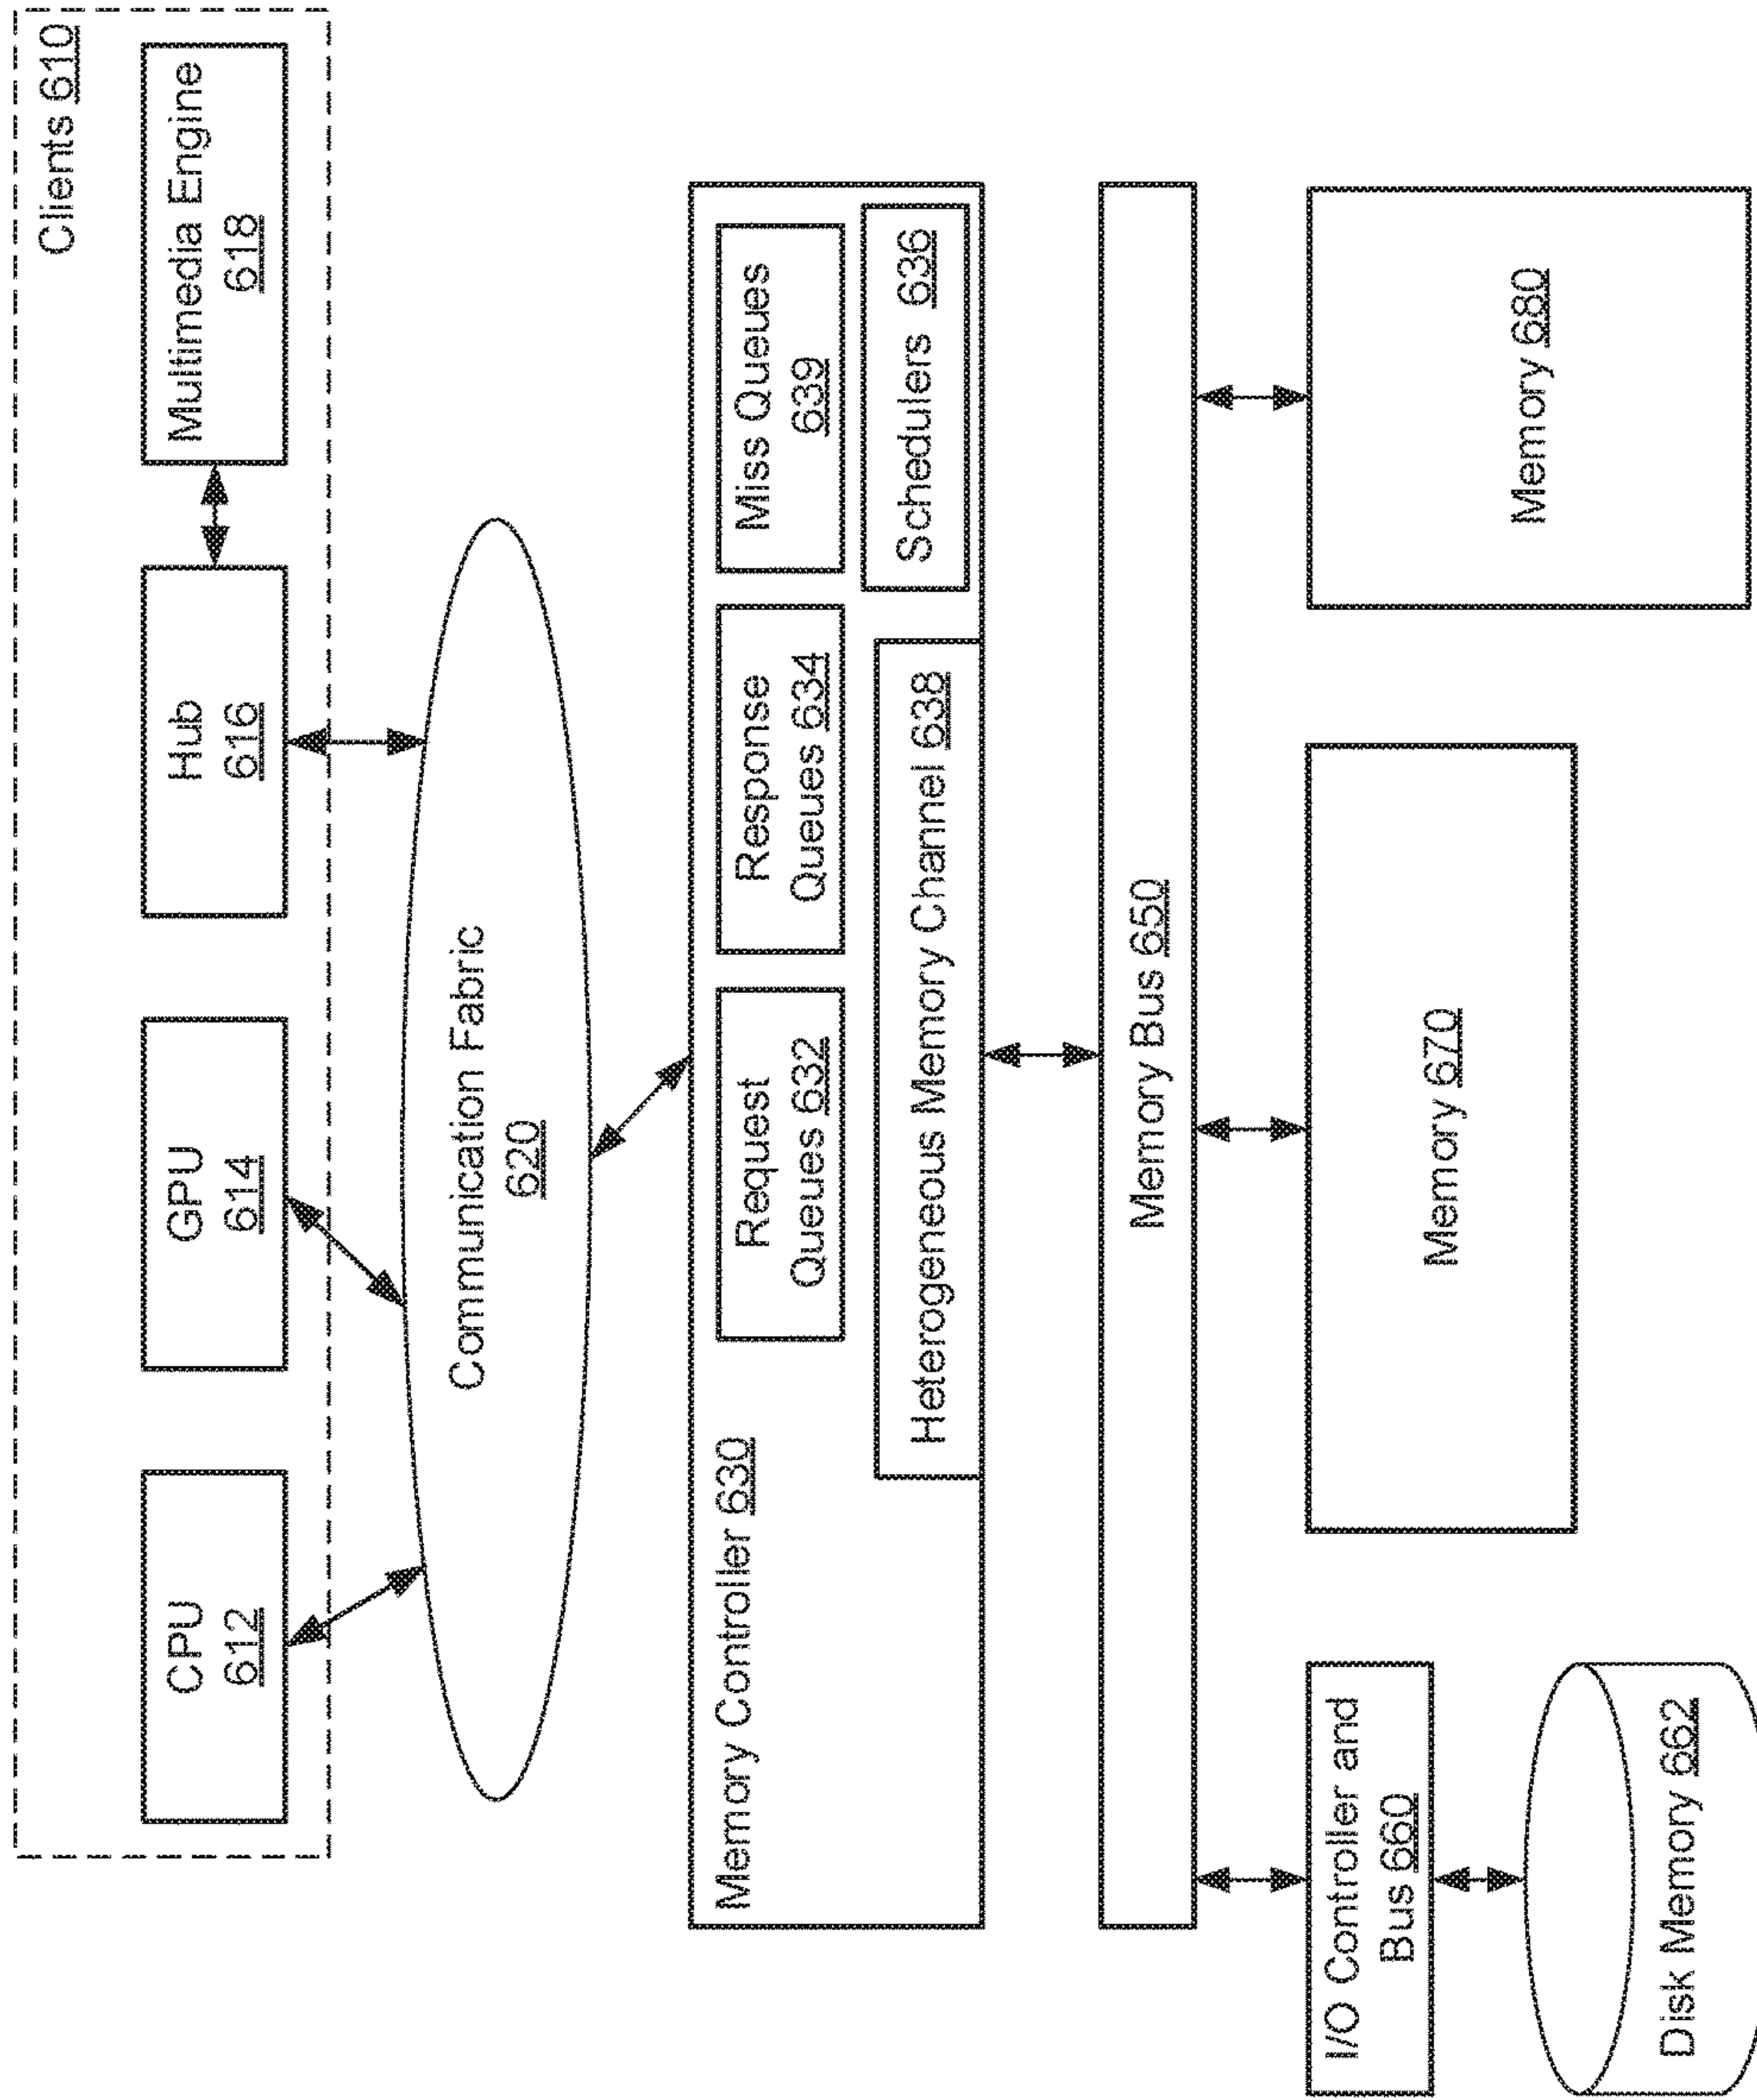 Clients 610
CPU
612
GPU
614
Hub
616
Multimedia Engine
618
Communication Fabric
620
Memory Controller 630
Request
Queues 632
Response
Queues 634
Miss Queues
639
Heterogeneous Memory Channel 638
Schedulers 636
Memory Bus 650
I/O Controller and
Bus 660
Disk Memory 662
Memory 670
Memory 680